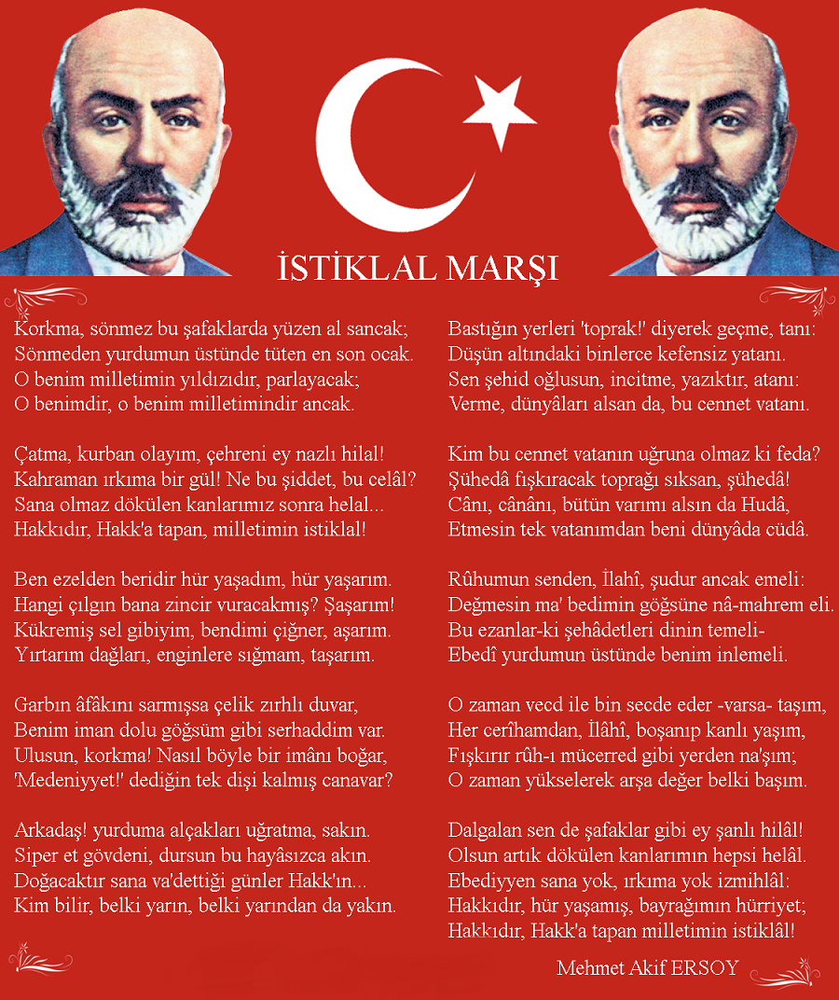 İSTİKLAL MARŞI
Korkma, sönmez bu şafaklarda yüzen al sancak;
Sönmeden yurdumun üstünde tüten en son ocak.
O benim milletimin yıldızıdır, parlayacak;
O benimdir, o benim milletimindir ancak.
Çatma, kurban olayım, çehreni ey nazlı hilal!
Kahraman ırkıma bir gül! Ne bu şiddet, bu celâl?
Sana olmaz dökülen kanlarımız sonra helal...
Hakkıdır, Hakk'a tapan, milletimin istiklal!
Ben ezelden beridir hür yaşadım, hür yaşarım.
Hangi çılgın bana zincir vuracakmış? Şaşarım!
Kükremiş sel gibiyim, bendimi çiğner, aşarım.
Yırtarım dağları, enginlere sığmam, taşarım.
Garbın âfâkını sarmışsa çelik zırhlı duvar,
Benim iman dolu göğsüm gibi serhaddim var.
Ulusun, korkma! Nasıl böyle bir imânı boğar,
'Medeniyyet!' dediğin tek dişi kalmış canavar?
Arkadaş! yurduma alçakları uğratma, sakın.
Siper et gövdeni, dursun bu hayâsızca akın.
Doğacaktır sana va'dettiği günler Hakk'ın...
Kim bilir, belki yarın, belki yarından da yakın.
Bastığın yerleri 'toprak!' diyerek geçme, tanı:
Düşün altındaki binlerce kefensiz yatanı.
Sen şehid oğlusun, incitme, yazıktır, atanı:
Verme, dünyâları alsan da, bu cennet vatanı.
Kim bu cennet vatanın uğruna olmaz ki feda?
Şühedâ fışkıracak toprağı sıksan, şühedâ!
Cânı, cânânı, bütün varımı alsın da Hudâ,
Etmesin tek vatanımdan beni dünyâda cüdâ.
Rûhumun senden, İlahî, şudur ancak emeli:
Değmesin ma' bedimin göğsüne nâ-mahrem eli.
Bu ezanlar-ki şehâdetleri dinin temeli-
Ebedî yurdumun üstünde benim inlemeli.
O zaman vecd ile bin secde eder -varsa- taşım,
Her cerîhamdan, İlâhî, boşanıp kanlı yaşım,
Fışkırır rûh-ı mücerred gibi yerden na'şım;
O zaman yükselerek arşa değer belki başım.
Dalgalan sen de şafaklar gibi ey şanlı hilâl!
Olsun artık dökülen kanlarımın hepsi helâl.
Ebediyyen sana yok, ırkıma yok izmihlâl:
Hakkıdır, hür yaşamış, bayrağımın hürriyet;
Hakkıdır, Hakk'a tapan milletimin istiklâl!
Mehmet Akif ERSOY